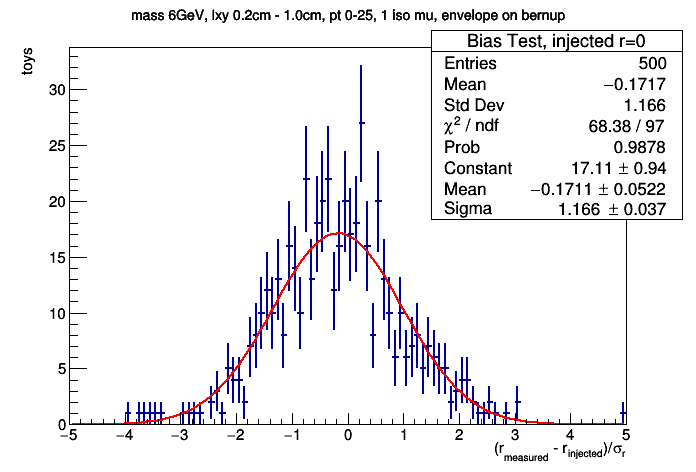 mass 6GeV, lxy 0.2cm - 1.0cm, pt 0-25, 1 iso mu, envelope on bernup
toys
Bias Test, injected r=0
Entries 500
Mean −0.1717
Std Dev 1.166
χ² / ndf 68.38 / 97
Prob 0.9878
Constant 17.11 ± 0.94
Mean −0.1711 ± 0.0522
Sigma 1.166 ± 0.037
30
25
20
15
10
5
0
−5 −4 −3 −2 −1 0 1 2 3 4 5
(r_measured - r_injected)/σ_r